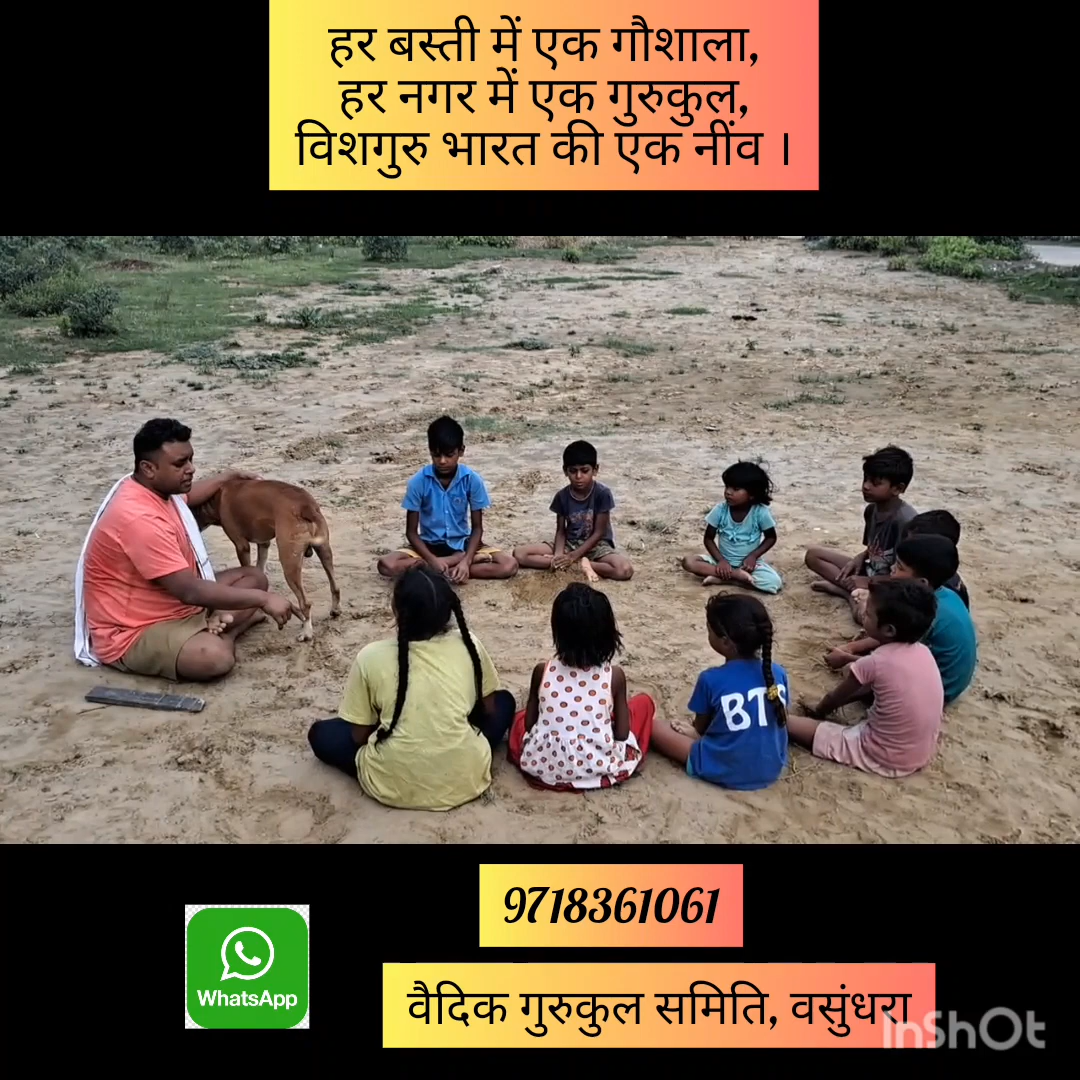 हर बस्ती में एक गौशाला,
हर नगर में एक गुरुकुल,
विशगुरु भारत की एक नींव ।
BTS
9718361061
WhatsApp
वैदिक गुरुकुल समिति, वसुंधरा
InShOt